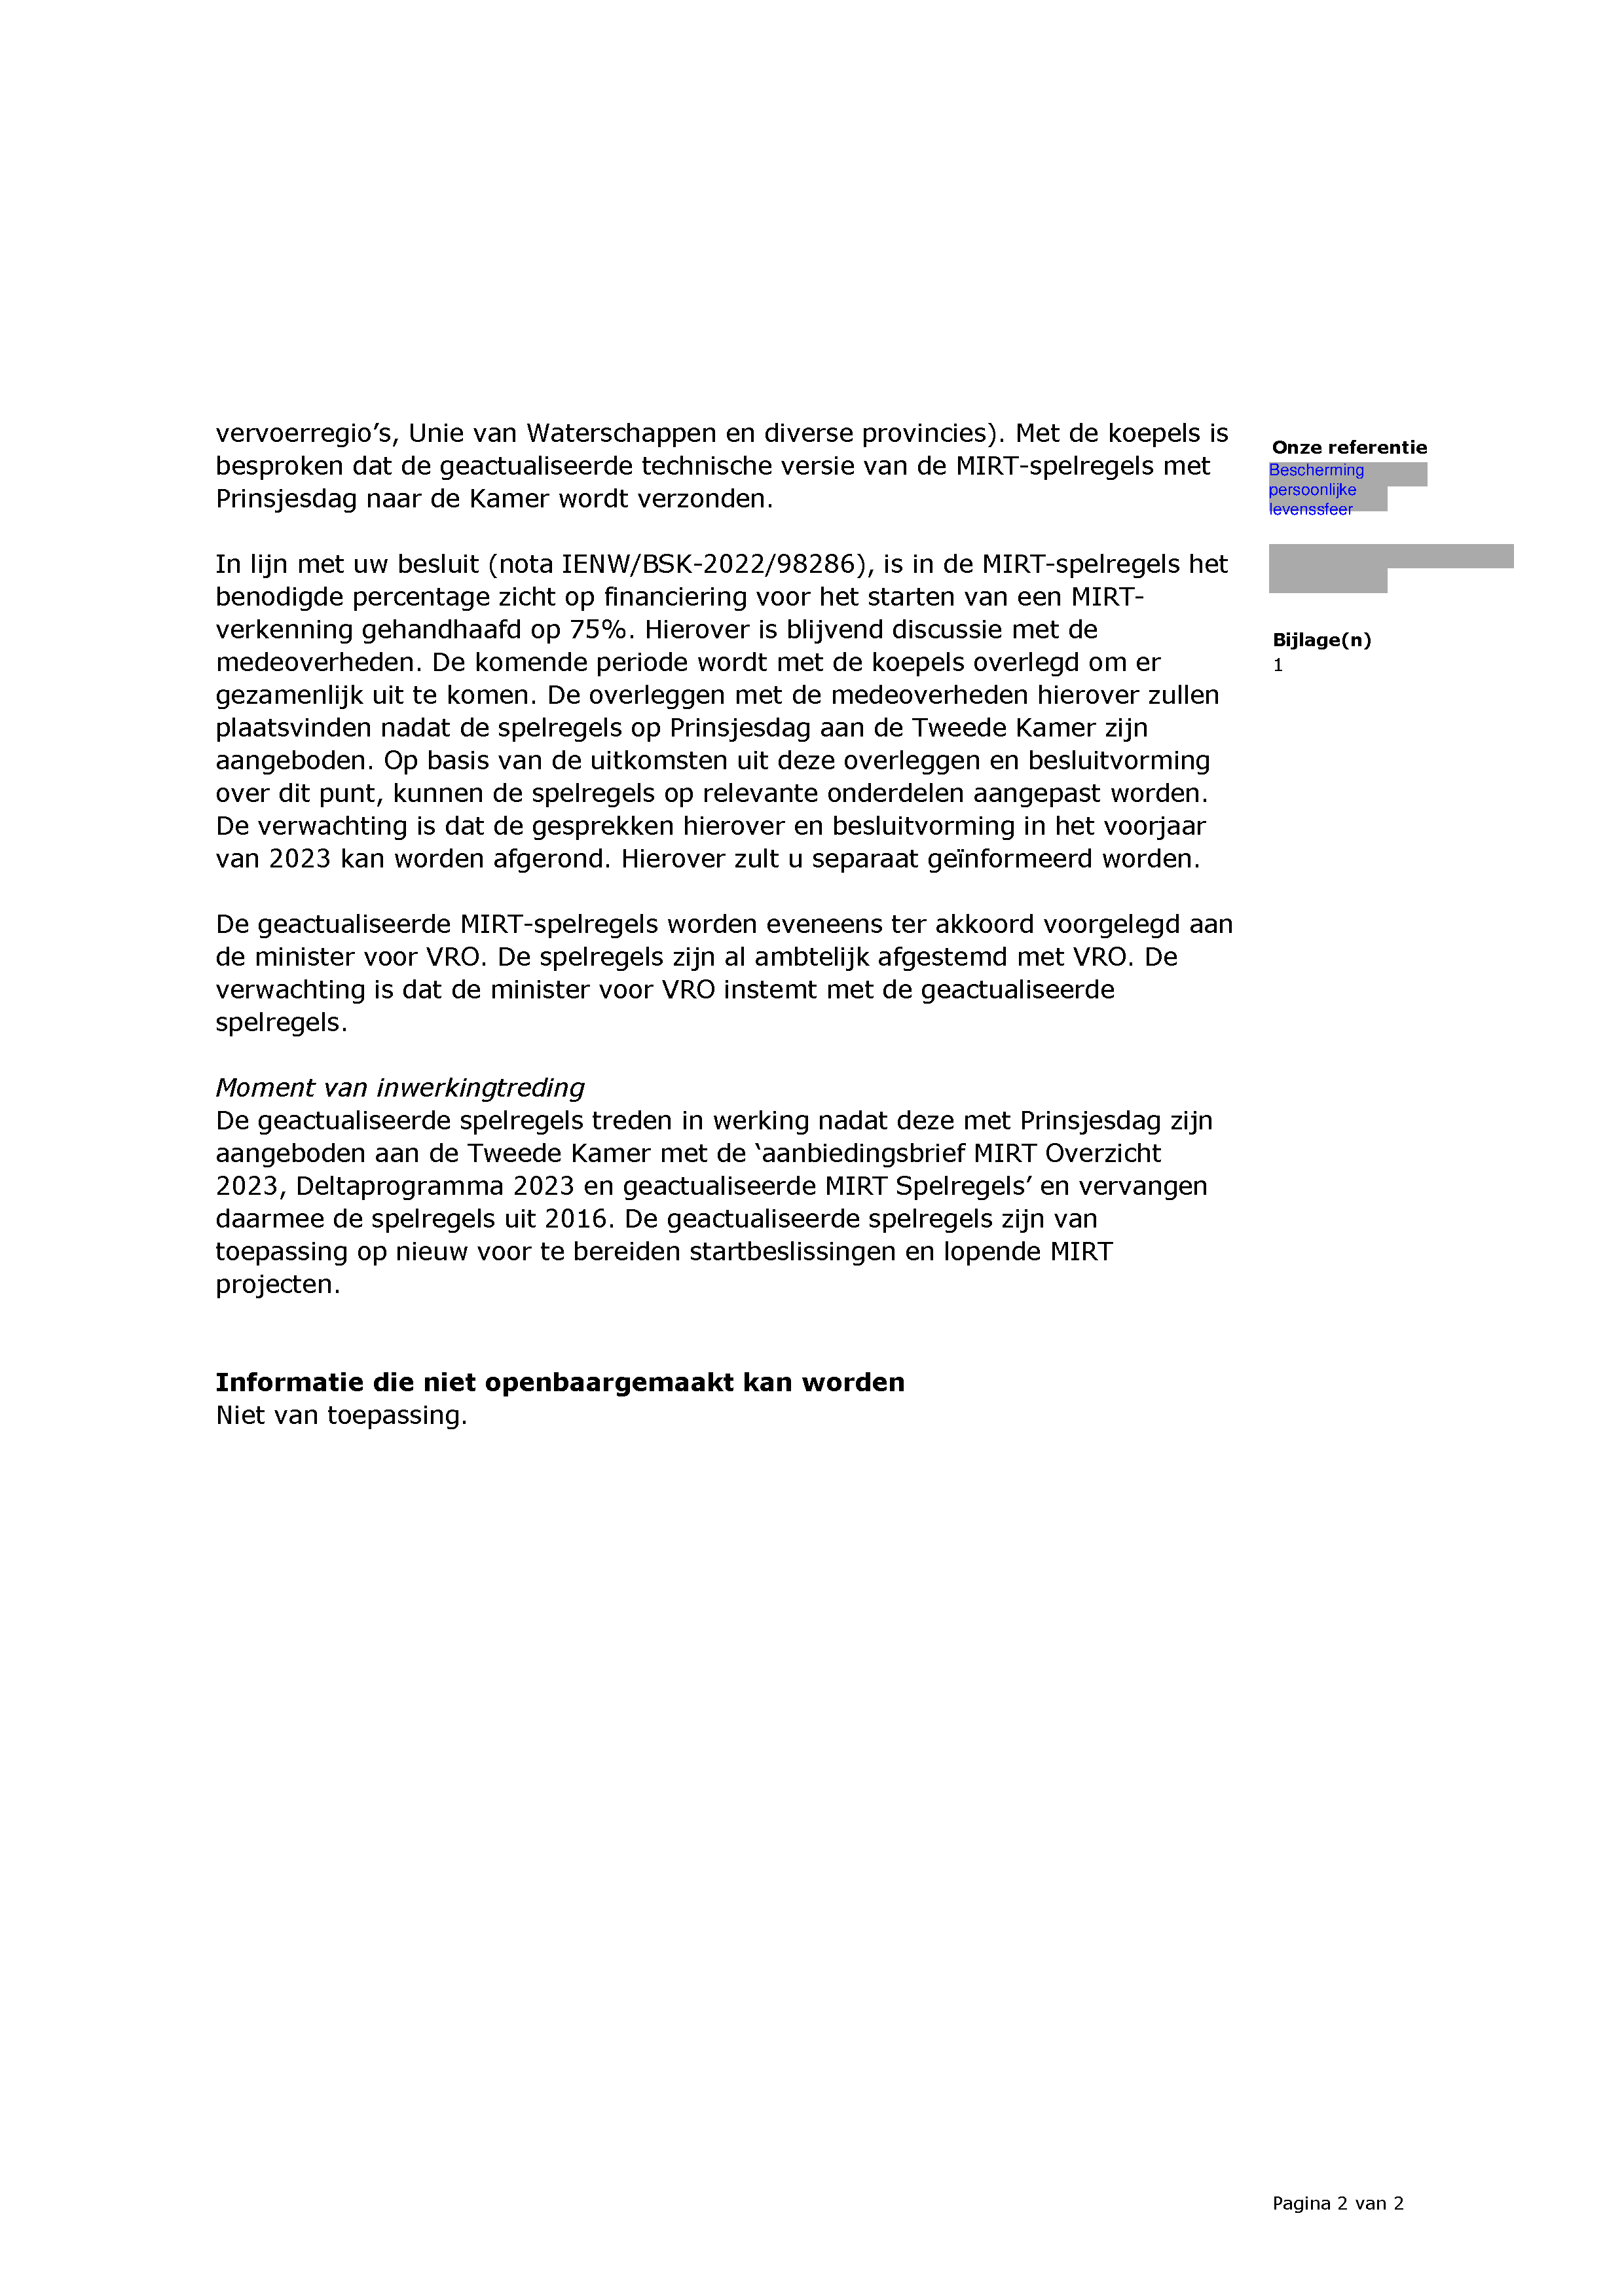 vervoerregio’s, Unie van Waterschappen en diverse provincies). Met de koepels is
besproken dat de geactualiseerde technische versie van de MIRT-spelregels met
Prinsjesdag naar de Kamer wordt verzonden.
In lijn met uw besluit (nota IENW/BSK-2022/98286), is in de MIRT-spelregels het
benodigde percentage zicht op financiering voor het starten van een MIRT-
verkenning gehandhaafd op 75%. Hierover is blijvend discussie met de
medeoverheden. De komende periode wordt met de koepels overlegd om er
gezamenlijk uit te komen. De overleggen met de medeoverheden hierover zullen
plaatsvinden nadat de spelregels op Prinsjesdag aan de Tweede Kamer zijn
aangeboden. Op basis van de uitkomsten uit deze overleggen en besluitvorming
over dit punt, kunnen de spelregels op relevante onderdelen aangepast worden.
De verwachting is dat de gesprekken hierover en besluitvorming in het voorjaar
van 2023 kan worden afgerond. Hierover zult u separaat geïnformeerd worden.
De geactualiseerde MIRT-spelregels worden eveneens ter akkoord voorgelegd aan
de minister voor VRO. De spelregels zijn al ambtelijk afgestemd met VRO. De
verwachting is dat de minister voor VRO instemt met de geactualiseerde
spelregels.
Moment van inwerkingtreding
De geactualiseerde spelregels treden in werking nadat deze met Prinsjesdag zijn
aangeboden aan de Tweede Kamer met de ‘aanbiedingsbrief MIRT Overzicht
2023, Deltaprogramma 2023 en geactualiseerde MIRT Spelregels’ en vervangen
daarmee de spelregels uit 2016. De geactualiseerde spelregels zijn van
toepassing op nieuw voor te bereiden startbeslissingen en lopende MIRT
projecten.
Informatie die niet openbaargemaakt kan worden
Niet van toepassing.
Onze referentie
Bescherming
persoonlijke
levenssfeer
Bijlage(n)
1
Pagina 2 van 2